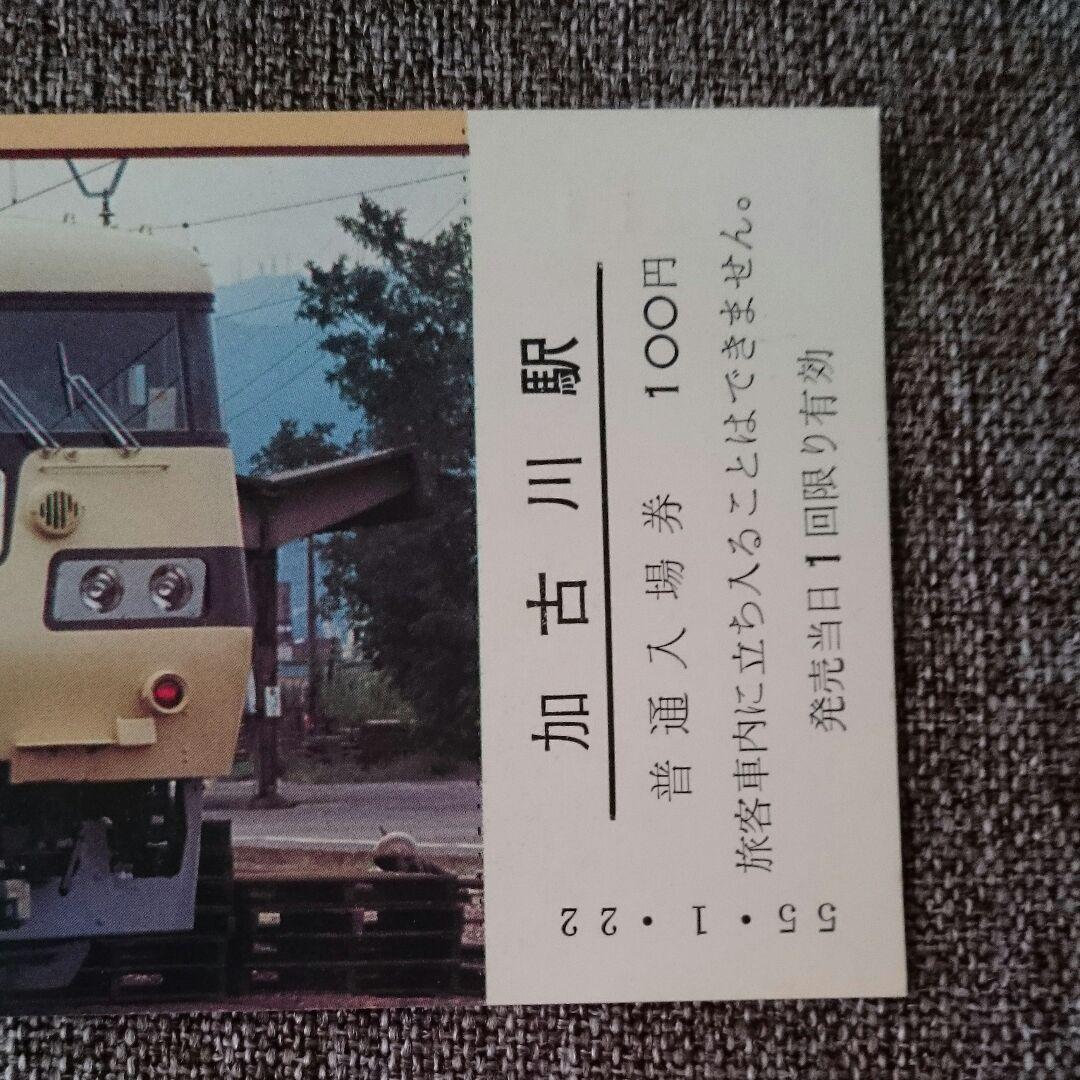 加古川駅
普通入場券 100円
旅客車内に立ち入ることはできません。
発売当日1回限り有効
55・1・22